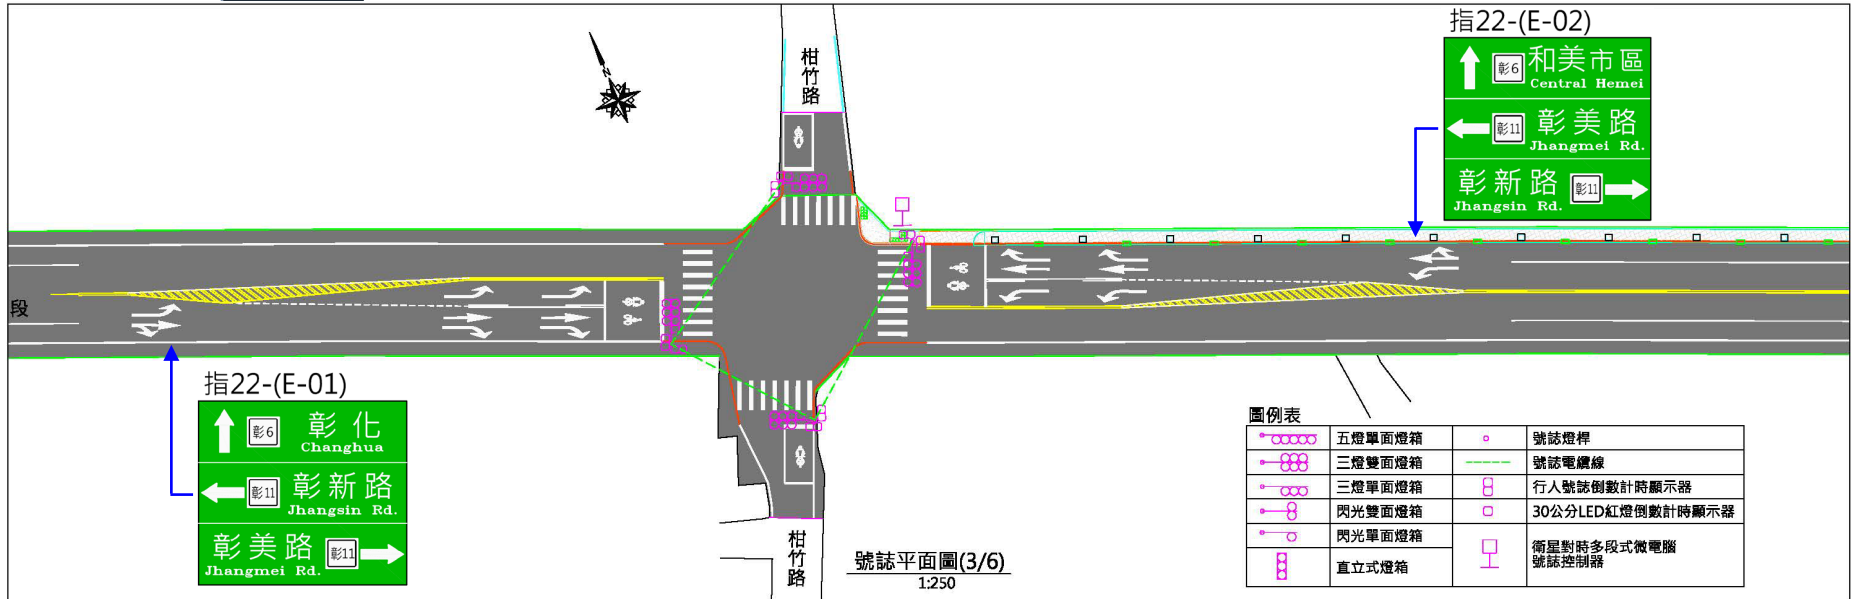 指22-(E-02)
彰6 和美市區
Central Hemei
彰11 彰美路
Jhangmei Rd.
彰新路 彰11
Jhangsin Rd.
柑竹路
N
段
指22-(E-01)
彰6 彰化
Changhua
彰11 彰新路
Jhangsin Rd.
彰美路 彰11
Jhangmei Rd.
柑竹路
號誌平面圖(3/6)
1:250
圖例表
五燈單面燈箱
號誌燈桿
三燈雙面燈箱
號誌電纜線
三燈單面燈箱
行人號誌倒數計時顯示器
閃光雙面燈箱
30公分LED紅燈倒數計時顯示器
閃光單面燈箱
衛星對時多段式微電腦
號誌控制器
直立式燈箱